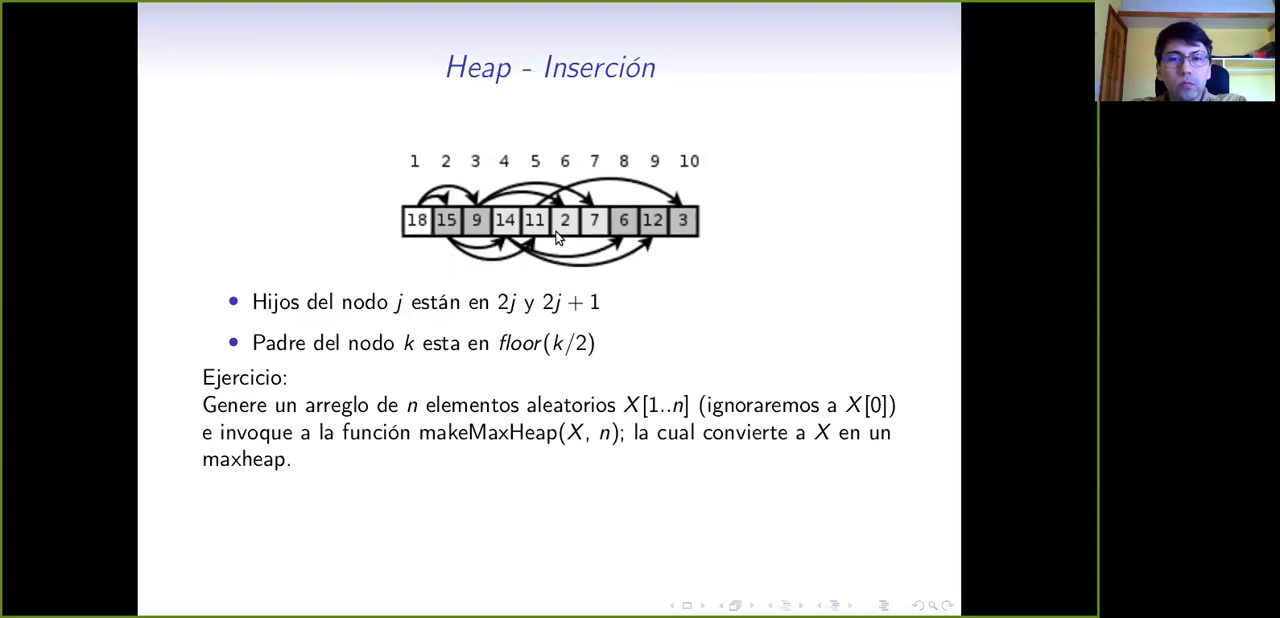 Heap - Inserción
1 2 3 4 5 6 7 8 9 10
18 15 9 14 11 2 7 6 12 3
• Hijos del nodo j están en 2j y 2j + 1
• Padre del nodo k esta en floor(k/2)
Ejercicio:
Genere un arreglo de n elementos aleatorios X[1..n] (ignoraremos a X[0])
e invoque a la función makeMaxHeap(X, n); la cual convierte a X en un
maxheap.